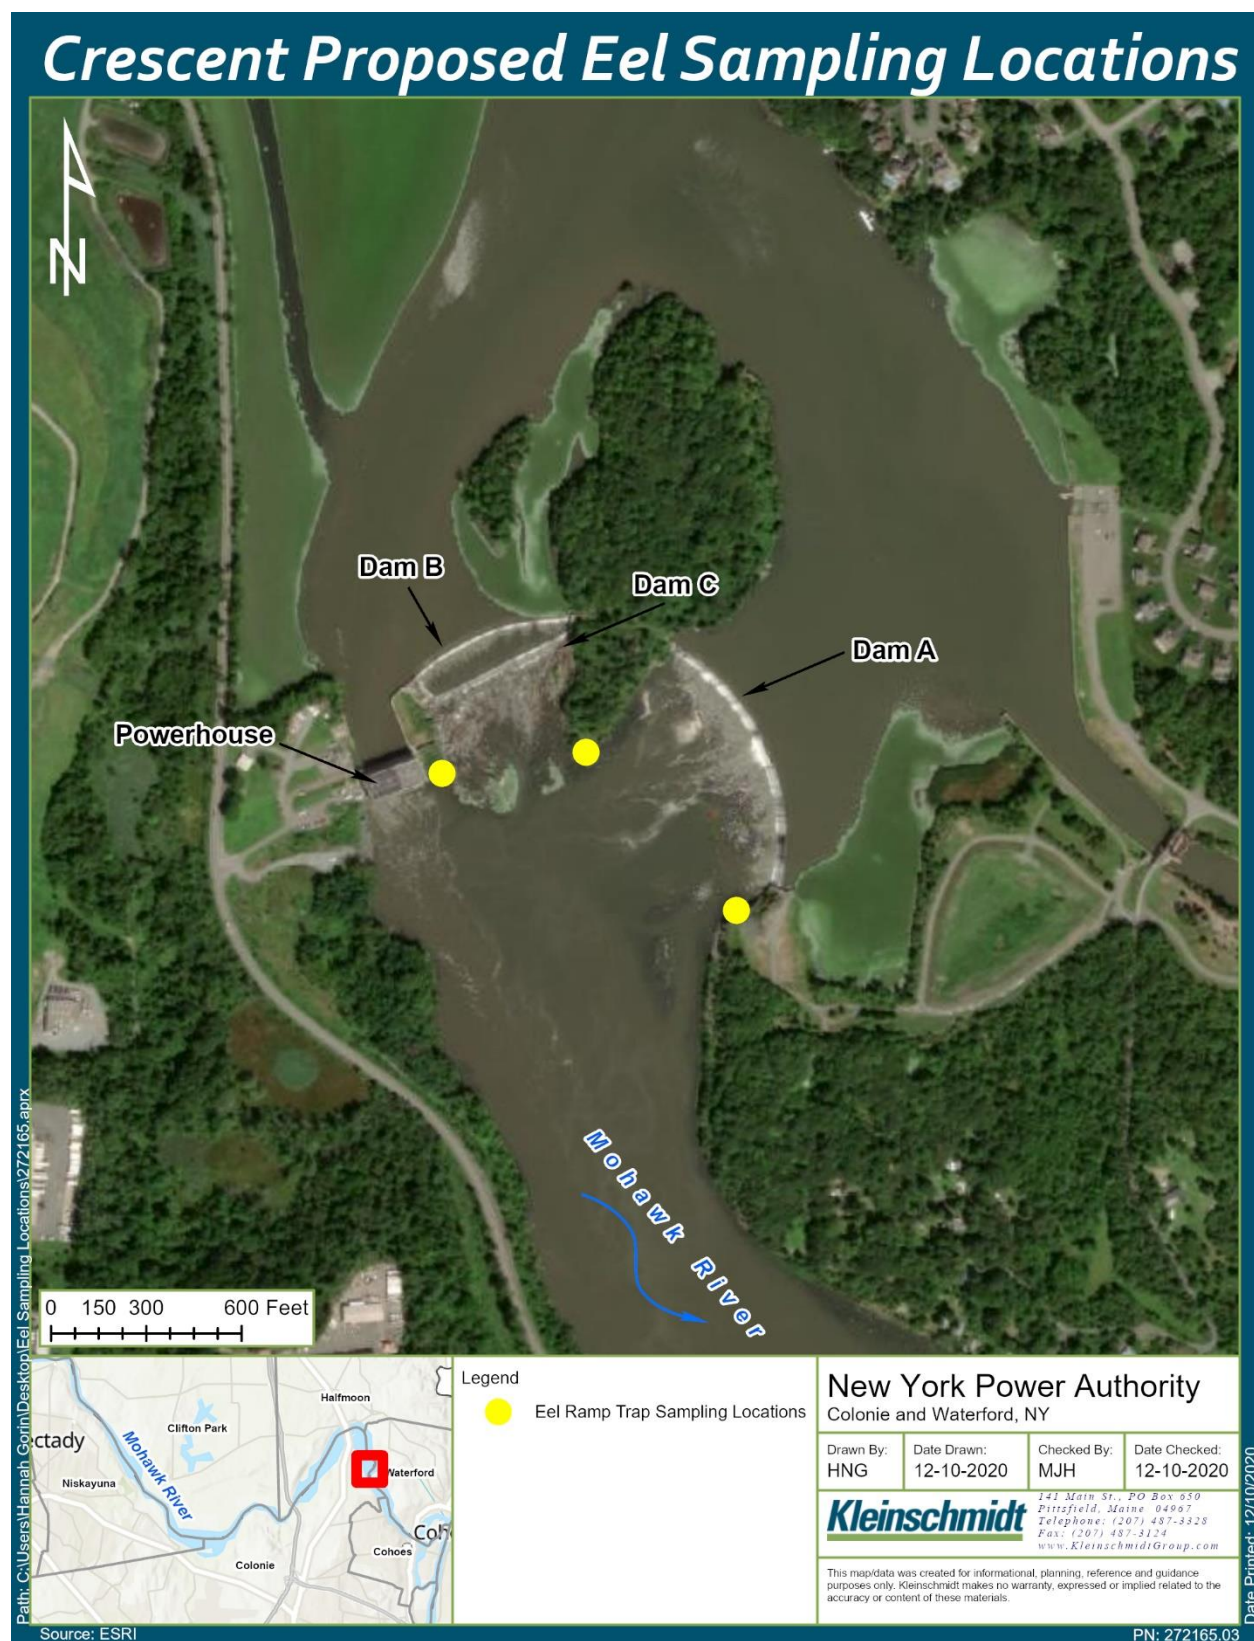 Crescent Proposed Eel Sampling Locations
N
Dam B
Dam C
Dam A
Powerhouse
Mohawk River
0 150 300 600 Feet
Path: C:\Users\Hannah Gorin\Desktop\Eel Sampling Locations\272165.aprx
Halfmoon
Clifton Park
ectady
Mohawk River
Niskayuna
Waterford
Coh
Cohoes
Colonie
Legend
Eel Ramp Trap Sampling Locations
New York Power Authority
Colonie and Waterford, NY
Drawn By: Date Drawn: Checked By: Date Checked:
HNG 12-10-2020 MJH 12-10-2020
Kleinschmidt
141 Main St., PO Box 650
Pittsfield, Maine 04967
Telephone: (207) 487-3328
Fax: (207) 487-3124
www.KleinschmidtGroup.com
This map/data was created for informational, planning, reference and guidance
purposes only. Kleinschmidt makes no warranty, expressed or implied related to the
accuracy or content of these materials.
Date Printed: 12/10/2020
Source: ESRI
PN: 272165.03